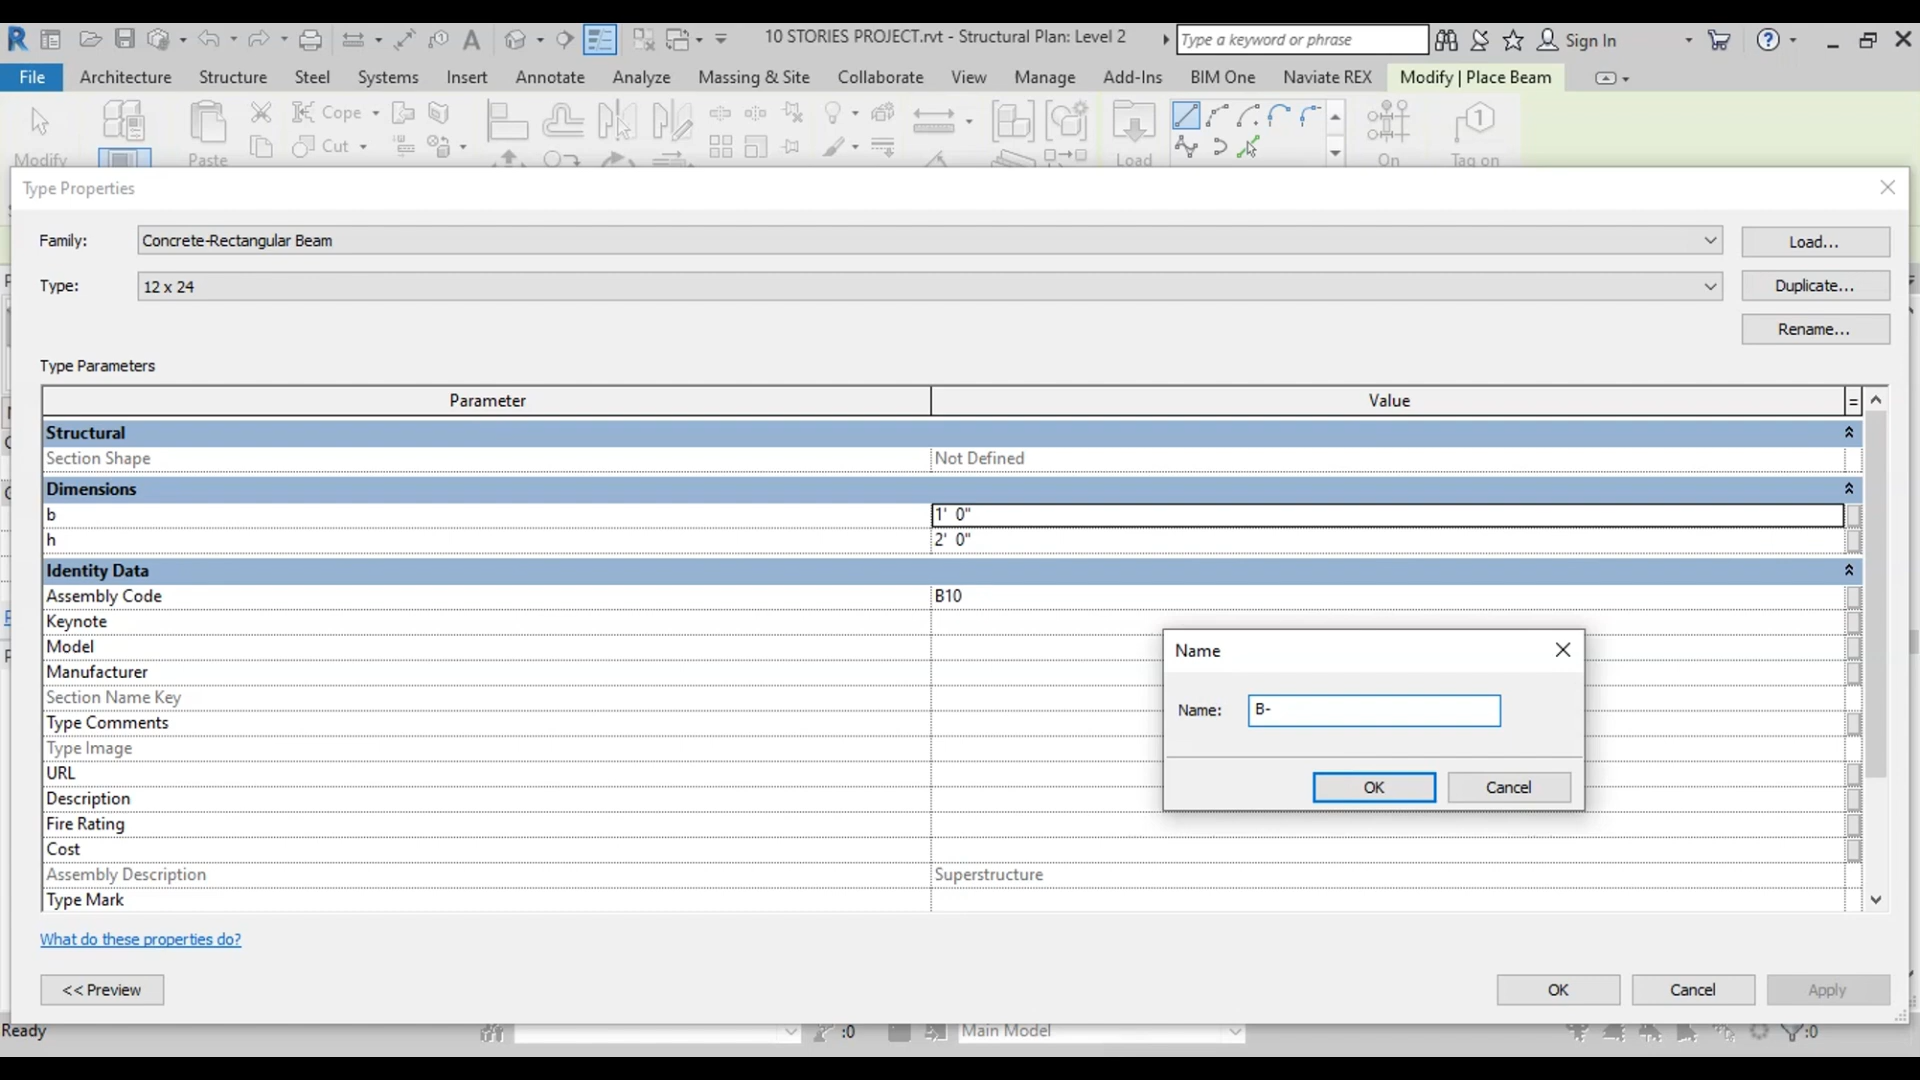 10 STORIES PROJECT.rvt - Structural Plan: Level 2
Type a keyword or phrase
Sign In
File Architecture Structure Steel Systems Insert Annotate Analyze Massing & Site Collaborate View Manage Add-Ins BIM One Naviate REX Modify | Place Beam
Cope
Cut
Modify
Paste
Load
On
Tag on
Type Properties
Family: Concrete-Rectangular Beam Load...
Type: 12 x 24 Duplicate...
Rename...
Type Parameters
Parameter Value =
Structural
Section Shape Not Defined
Dimensions
b 1' 0"
h 2' 0"
Identity Data
Assembly Code B10
Keynote
Model
Manufacturer
Section Name Key
Type Comments
Type Image
URL
Description
Fire Rating
Cost
Assembly Description Superstructure
Type Mark
Name
Name: B-
OK Cancel
What do these properties do?
<< Preview OK Cancel Apply
Ready :0 Main Model :0